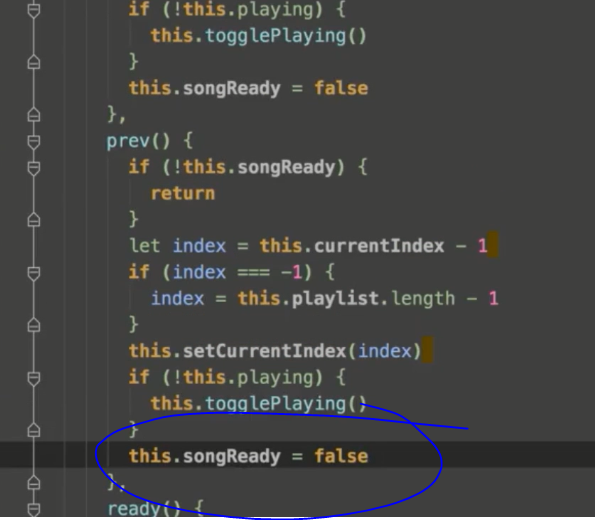 if (!this.playing) {
this.togglePlaying()
}
this.songReady = false
},
prev() {
if (!this.songReady) {
return
}
let index = this.currentIndex - 1
if (index === -1) {
index = this.playlist.length - 1
}
this.setCurrentIndex(index)
if (!this.playing) {
this.togglePlaying()
}
this.songReady = false
},
ready() {